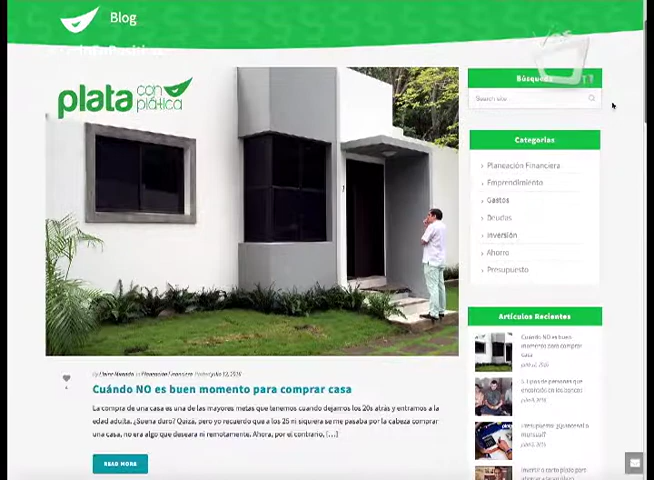 Blog
plata
con
plática
Búsqueda
Search site
Categorías
Planeación Financiera
Emprendimiento
Gastos
Deudas
Inversión
Ahorro
Presupuesto
Artículos Recientes
Cuándo NO es buen
momento para comprar
casa
Cuándo NO es buen momento para comprar casa
La compra de una casa es una de las mayores metas que tenemos cuando dejamos los 20s atrás y entramos a la
edad adulta. ¿Suena duro? Quizá, pero yo recuerdo que a los 25 ni siquiera se me pasaba por la cabeza comprar
una casa, no era algo que deseara ni remotamente. Ahora, por el contrario, [...]
READ MORE